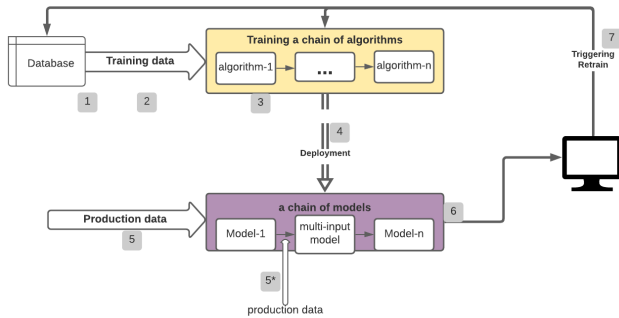 7
Training a chain of algorithms
Triggering
Retrain
Database
Training data
algorithm-1
...
algorithm-n
1
2
3
4
Deployment
a chain of models
6
Production data
Model-1
multi-input
model
Model-n
5
5*
production data